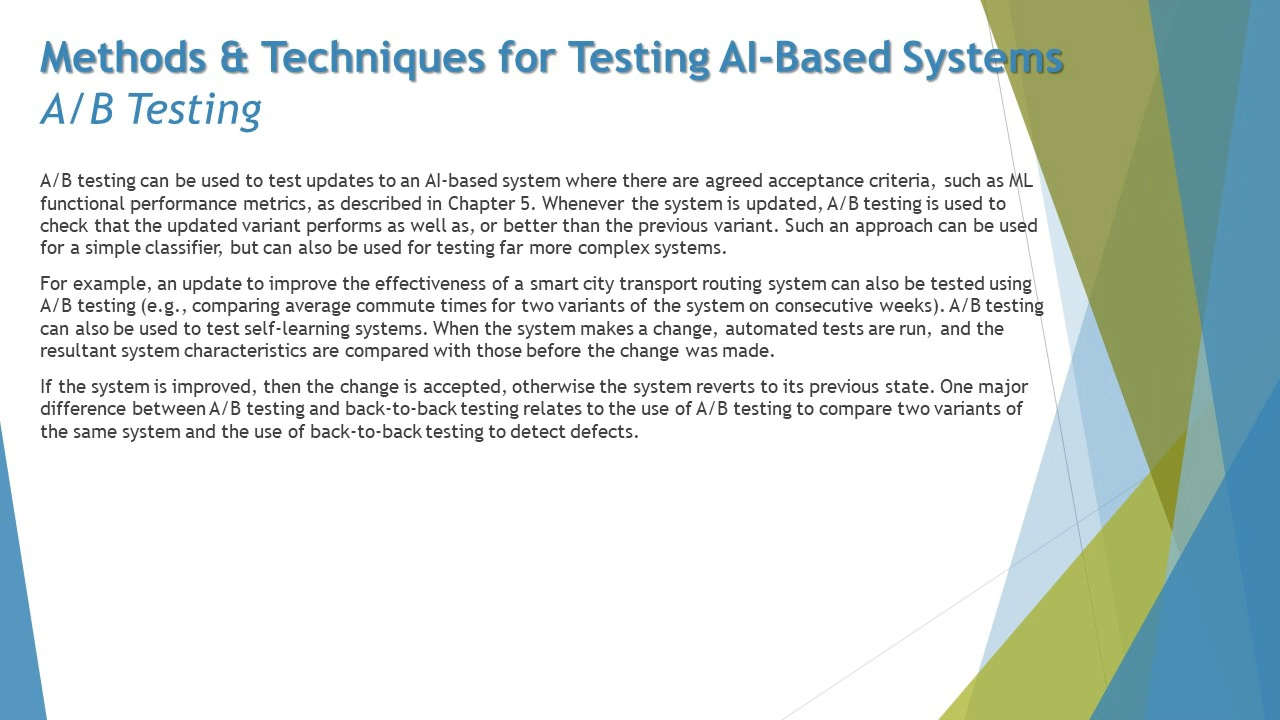 Methods & Techniques for Testing AI-Based Systems
A/B Testing
A/B testing can be used to test updates to an AI-based system where there are agreed acceptance criteria, such as ML
functional performance metrics, as described in Chapter 5. Whenever the system is updated, A/B testing is used to
check that the updated variant performs as well as, or better than the previous variant. Such an approach can be used
for a simple classifier, but can also be used for testing far more complex systems.
For example, an update to improve the effectiveness of a smart city transport routing system can also be tested using
A/B testing (e.g., comparing average commute times for two variants of the system on consecutive weeks). A/B testing
can also be used to test self-learning systems. When the system makes a change, automated tests are run, and the
resultant system characteristics are compared with those before the change was made.
If the system is improved, then the change is accepted, otherwise the system reverts to its previous state. One major
difference between A/B testing and back-to-back testing relates to the use of A/B testing to compare two variants of
the same system and the use of back-to-back testing to detect defects.